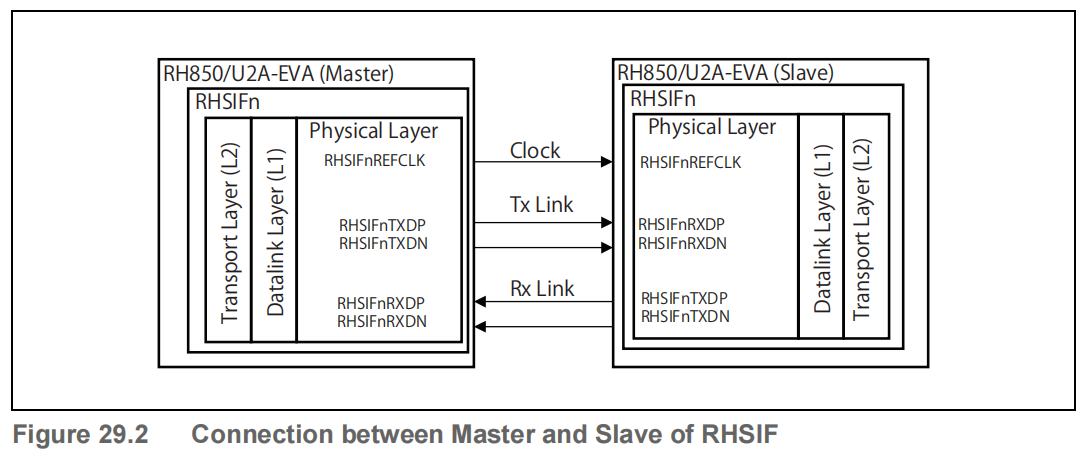 RH850/U2A-EVA (Master)
RHSIFn
Transport Layer (L2)
Datalink Layer (L1)
Physical Layer
RHSIFnREFCLK
RHSIFnTXDP
RHSIFnTXDN
RHSIFnRXDP
RHSIFnRXDN
Clock
Tx Link
Rx Link
RH850/U2A-EVA (Slave)
RHSIFn
Physical Layer
RHSIFnREFCLK
RHSIFnRXDP
RHSIFnRXDN
RHSIFnTXDP
RHSIFnTXDN
Datalink Layer (L1)
Transport Layer (L2)
Figure 29.2 Connection between Master and Slave of RHSIF